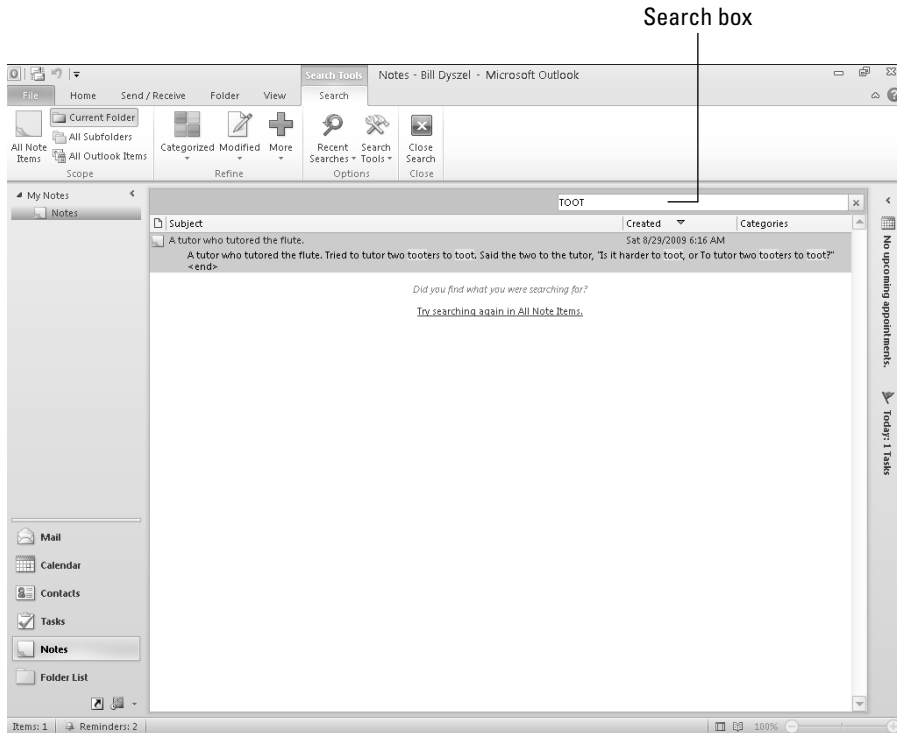 Search box
Search Tools Notes - Bill Dyszel - Microsoft Outlook
File Home Send / Receive Folder View Search
All Note Items
Current Folder
All Subfolders
All Outlook Items
Categorized Modified More
Recent Searches Search Tools
Close Search
Scope Refine Options Close
My Notes
Notes
TOOT
Subject Created Categories
A tutor who tutored the flute. Sat 8/29/2009 6:16 AM
A tutor who tutored the flute. Tried to tutor two tooters to toot. Said the two to the tutor, "Is it harder to toot, or To tutor two tooters to toot?"
<end>
Did you find what you were searching for?
Try searching again in All Note Items.
No upcoming appointments.
Today: 1 Tasks
Mail
Calendar
Contacts
Tasks
Notes
Folder List
Items: 1 Reminders: 2 100%